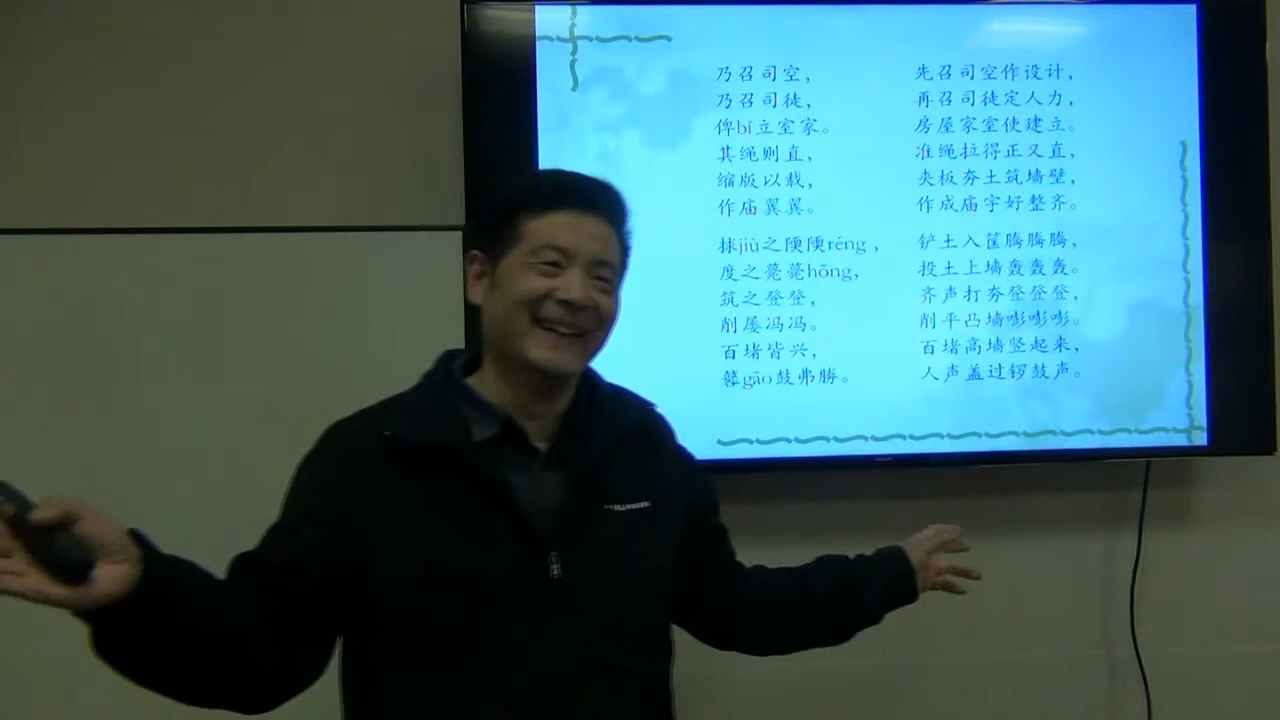 乃召司空，
乃召司徒，
俾bǐ立室家。
其绳则直，
缩版以载，
作庙翼翼。
捄jiù之陾陾réng，
度之薨薨hōng，
筑之登登，
削屡冯冯。
百堵皆兴，
鼛gāo鼓弗勝。
先召司空作设计，
再召司徒定人力，
房屋家室使建立。
准绳拉得正又直，
夹板夯土筑墙壁，
作成庙宇好整齐。
铲土入筐腾腾腾，
投土上墙轰轰轰。
齐声打夯登登登，
削平凸墙嘭嘭嘭。
百堵高墙竖起来，
人声盖过锣鼓声。